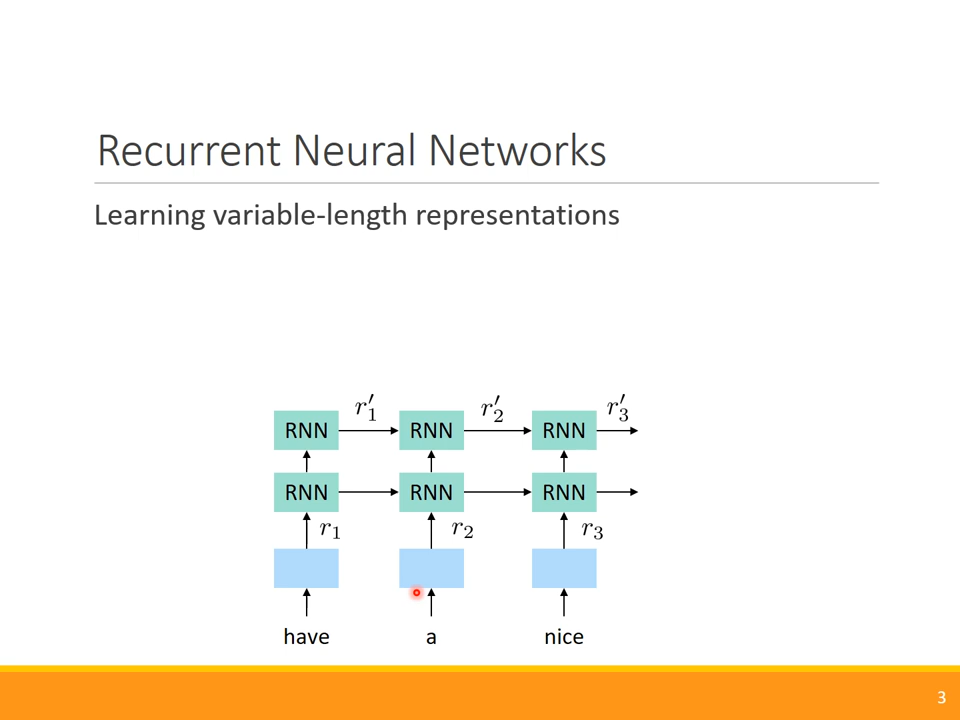 Recurrent Neural Networks
Learning variable-length representations
r′₁ r′₂ r′₃
RNN RNN RNN
RNN RNN RNN
r₁ r₂ r₃
have a nice
3